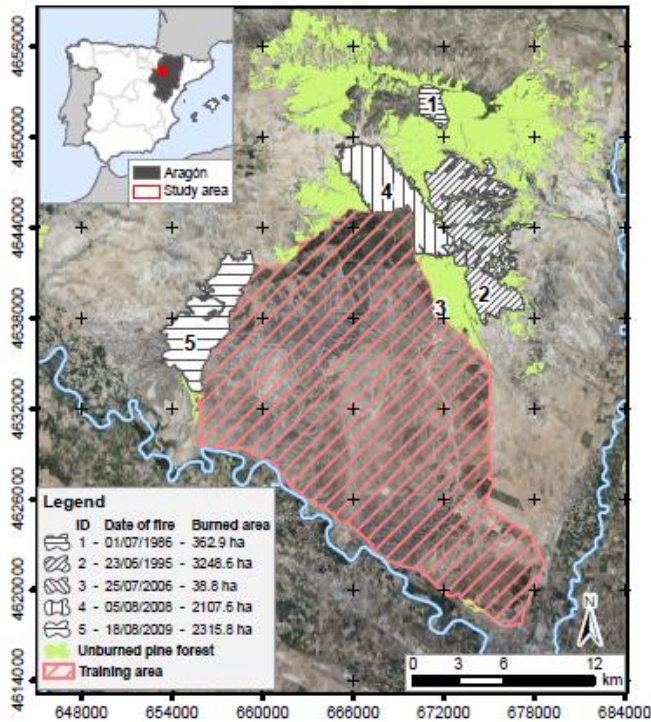 Aragón
Study area
4656000
4650000
4644000
4638000
4632000
4626000
4620000
4614000
1
4
2
3
5
Legend
ID Date of fire Burned area
1 - 01/07/1986 - 362.9 ha
2 - 23/06/1995 - 3248.6 ha
3 - 25/07/2006 - 38.8 ha
4 - 05/08/2008 - 2107.6 ha
5 - 18/08/2009 - 2315.8 ha
Unburned pine forest
Training area
N
0 3 6 12
km
648000 654000 660000 666000 672000 678000 684000